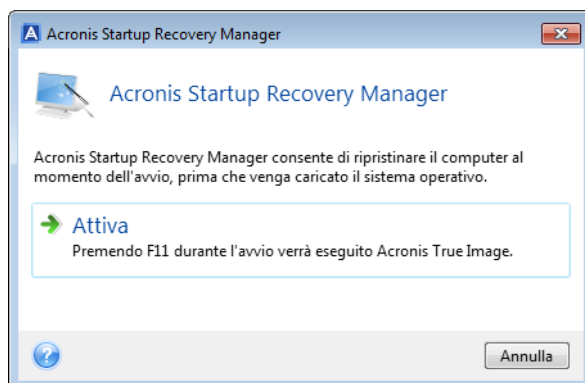 Acronis Startup Recovery Manager
Acronis Startup Recovery Manager
Acronis Startup Recovery Manager consente di ripristinare il computer al
momento dell'avvio, prima che venga caricato il sistema operativo.
Attiva
Premendo F11 durante l'avvio verrà eseguito Acronis True Image.
Annulla